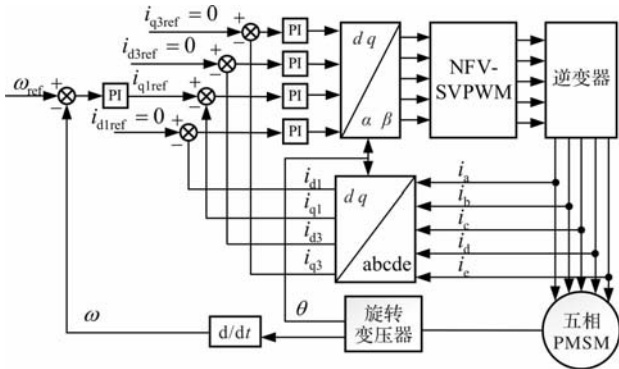 i_q3ref = 0
i_d3ref = 0
ω_ref
i_q1ref
i_d1ref = 0
+
−
+
−
+
−
+
−
−
PI
PI
PI
PI
PI
d q
α β
NFV-
SVPWM
逆变器
i_d1
i_q1
i_d3
i_q3
d q
abcde
i_a
i_b
i_c
i_d
i_e
ω
d/dt
θ
旋转
变压器
五相
PMSM